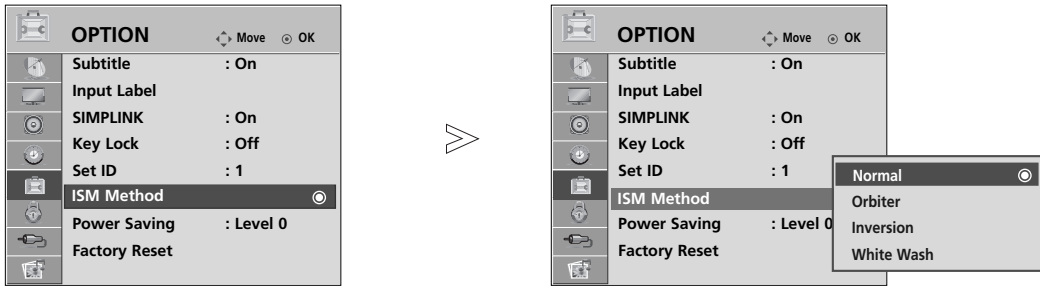 OPTION Move OK
Subtitle : On
Input Label
SIMPLINK : On
Key Lock : Off
Set ID : 1
ISM Method
Power Saving : Level 0
Factory Reset
OPTION Move OK
Subtitle : On
Input Label
SIMPLINK : On
Key Lock : Off
Set ID : 1
ISM Method
Power Saving : Level 0
Factory Reset
Normal
Orbiter
Inversion
White Wash